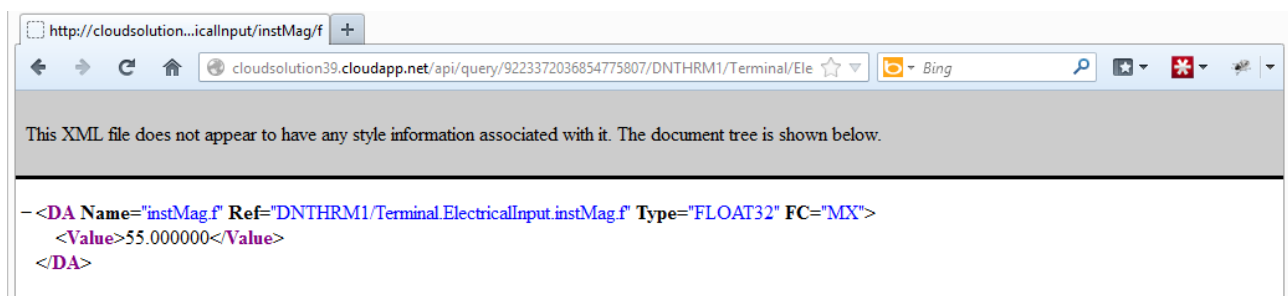 http://cloudsolution...icalInput/instMag/f
cloudsolution39.cloudapp.net/api/query/9223372036854775807/DNTHRM1/Terminal/Ele
Bing
This XML file does not appear to have any style information associated with it. The document tree is shown below.
−<DA Name="instMag.f" Ref="DNTHRM1/Terminal.ElectricalInput.instMag.f" Type="FLOAT32" FC="MX">
<Value>55.000000</Value>
</DA>